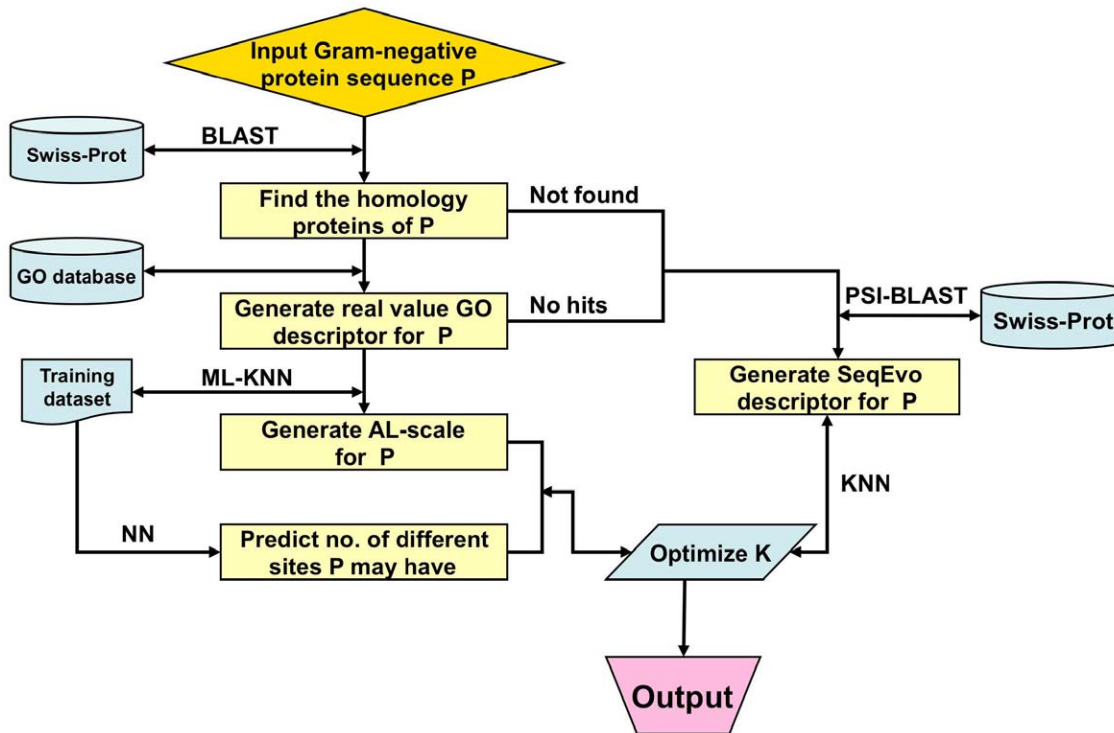 Input Gram-negative
protein sequence P
BLAST
Swiss-Prot
Find the homology
proteins of P
Not found
GO database
Generate real value GO
descriptor for P
No hits
PSI-BLAST
Swiss-Prot
Training
dataset
ML-KNN
Generate SeqEvo
descriptor for P
Generate AL-scale
for P
KNN
NN
Predict no. of different
sites P may have
Optimize K
Output